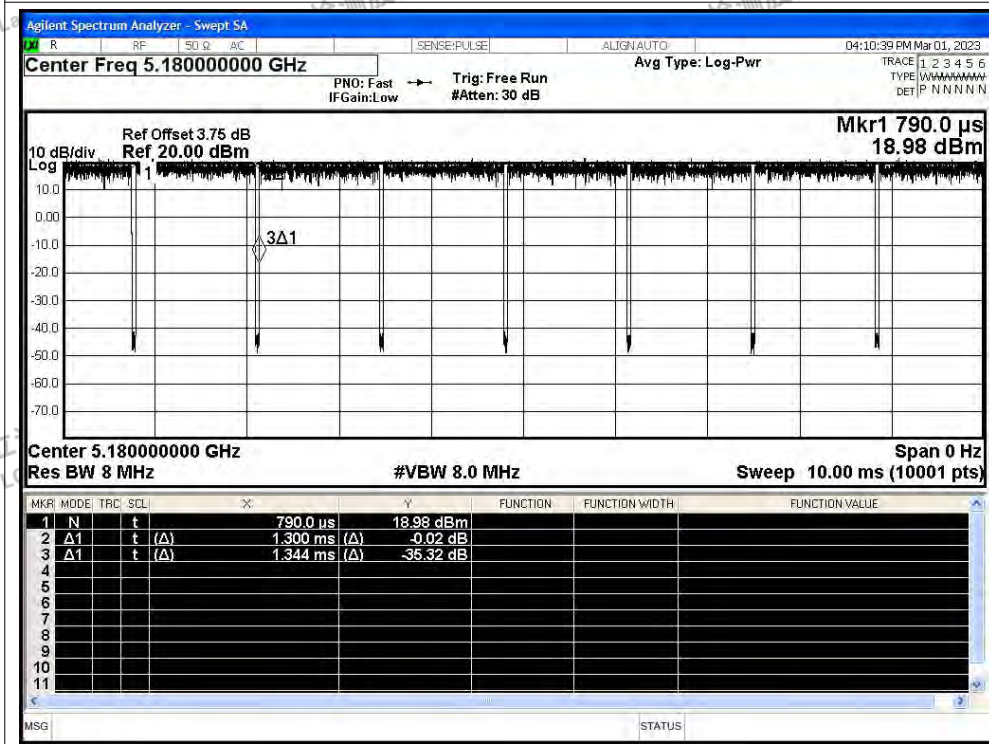 Agilent Spectrum Analyzer - Swept SA
R RF 50 Ω AC SENSE:PULSE ALIGN AUTO 04:10:39 PM Mar 01, 2023
Center Freq 5.180000000 GHz
PNO: Fast
IFGain:Low
Trig: Free Run
#Atten: 30 dB
Avg Type: Log-Pwr
TRACE 1 2 3 4 5 6
TYPE WWWWWW
DET P N N N N N
Mkr1 790.0 µs
18.98 dBm
Ref Offset 3.75 dB
10 dB/div Ref 20.00 dBm
Log
1
10.0
0.00
3Δ1
-10.0
-20.0
-30.0
-40.0
-50.0
-60.0
-70.0
Center 5.180000000 GHz Span 0 Hz
Res BW 8 MHz #VBW 8.0 MHz Sweep 10.00 ms (10001 pts)
MKR MODE TRC SCL X Y FUNCTION FUNCTION WIDTH FUNCTION VALUE
1 N t 790.0 µs 18.98 dBm
2 Δ1 t (Δ) 1.300 ms (Δ) -0.02 dB
3 Δ1 t (Δ) 1.344 ms (Δ) -35.32 dB
4
5
6
7
8
9
10
11
MSG STATUS